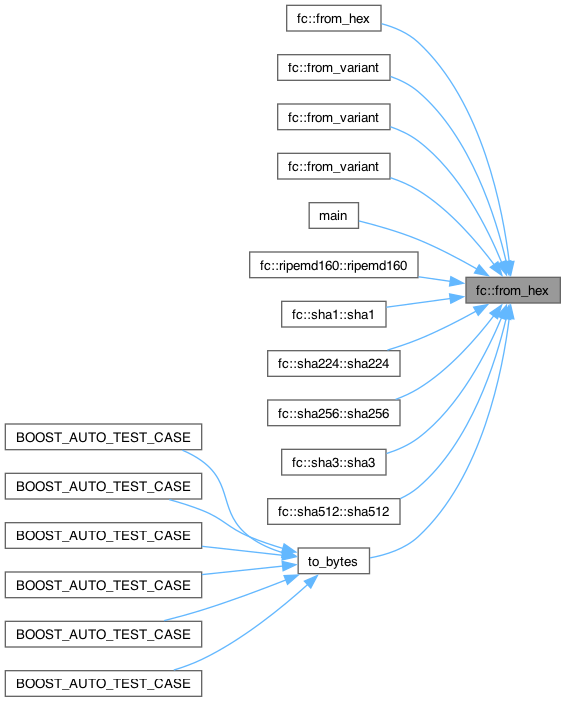 fc::from_hex
fc::from_variant
fc::from_variant
fc::from_variant
main
fc::ripemd160::ripemd160
fc::from_hex
fc::sha1::sha1
fc::sha224::sha224
fc::sha256::sha256
BOOST_AUTO_TEST_CASE
fc::sha3::sha3
BOOST_AUTO_TEST_CASE
fc::sha512::sha512
BOOST_AUTO_TEST_CASE
to_bytes
BOOST_AUTO_TEST_CASE
BOOST_AUTO_TEST_CASE
BOOST_AUTO_TEST_CASE